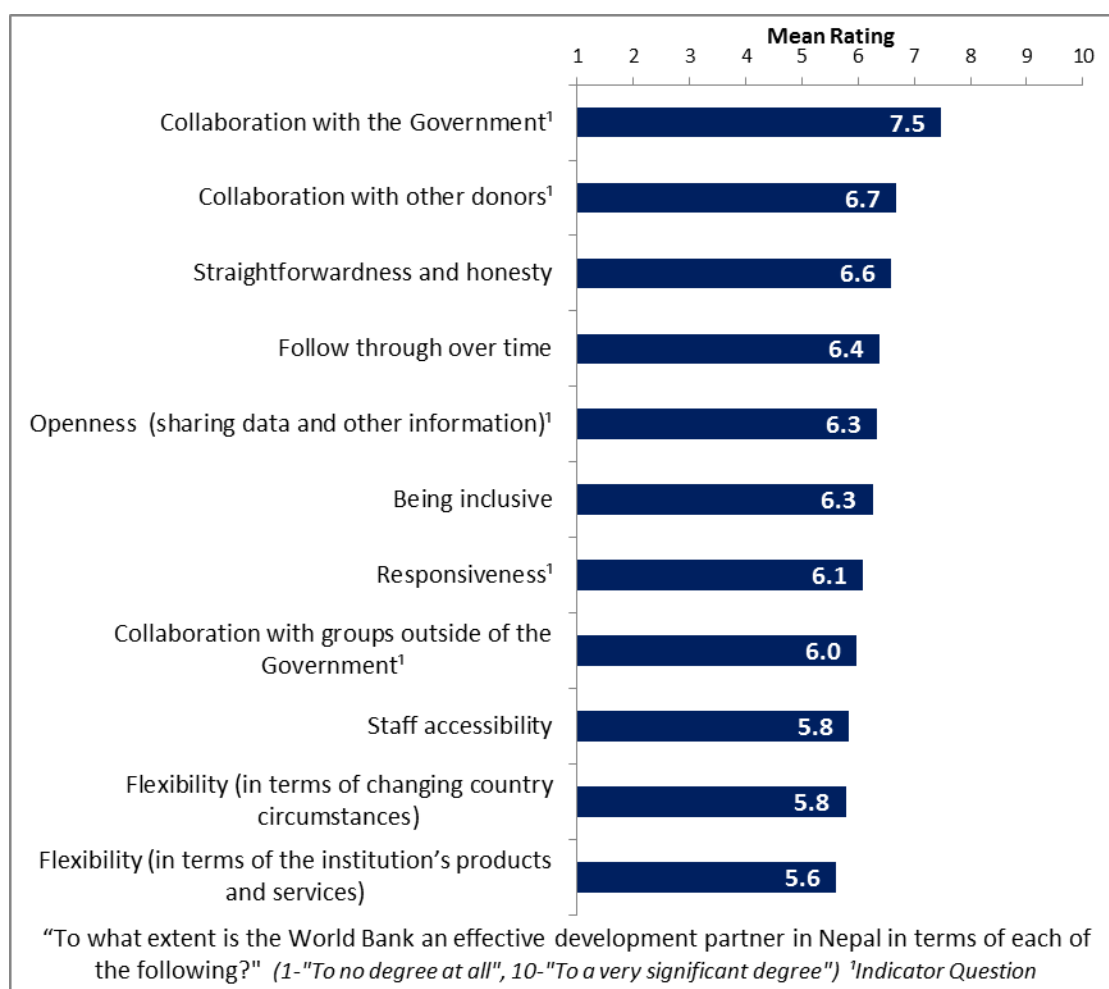 Mean Rating
1 2 3 4 5 6 7 8 9 10
Collaboration with the Government¹
7.5
Collaboration with other donors¹
6.7
Straightforwardness and honesty
6.6
Follow through over time
6.4
Openness (sharing data and other information)¹
6.3
Being inclusive
6.3
Responsiveness¹
6.1
Collaboration with groups outside of the
Government¹
6.0
Staff accessibility
5.8
Flexibility (in terms of changing country
circumstances)
5.8
Flexibility (in terms of the institution’s products
and services)
5.6
“To what extent is the World Bank an effective development partner in Nepal in terms of each of
the following?" (1-"To no degree at all", 10-"To a very significant degree") ¹Indicator Question